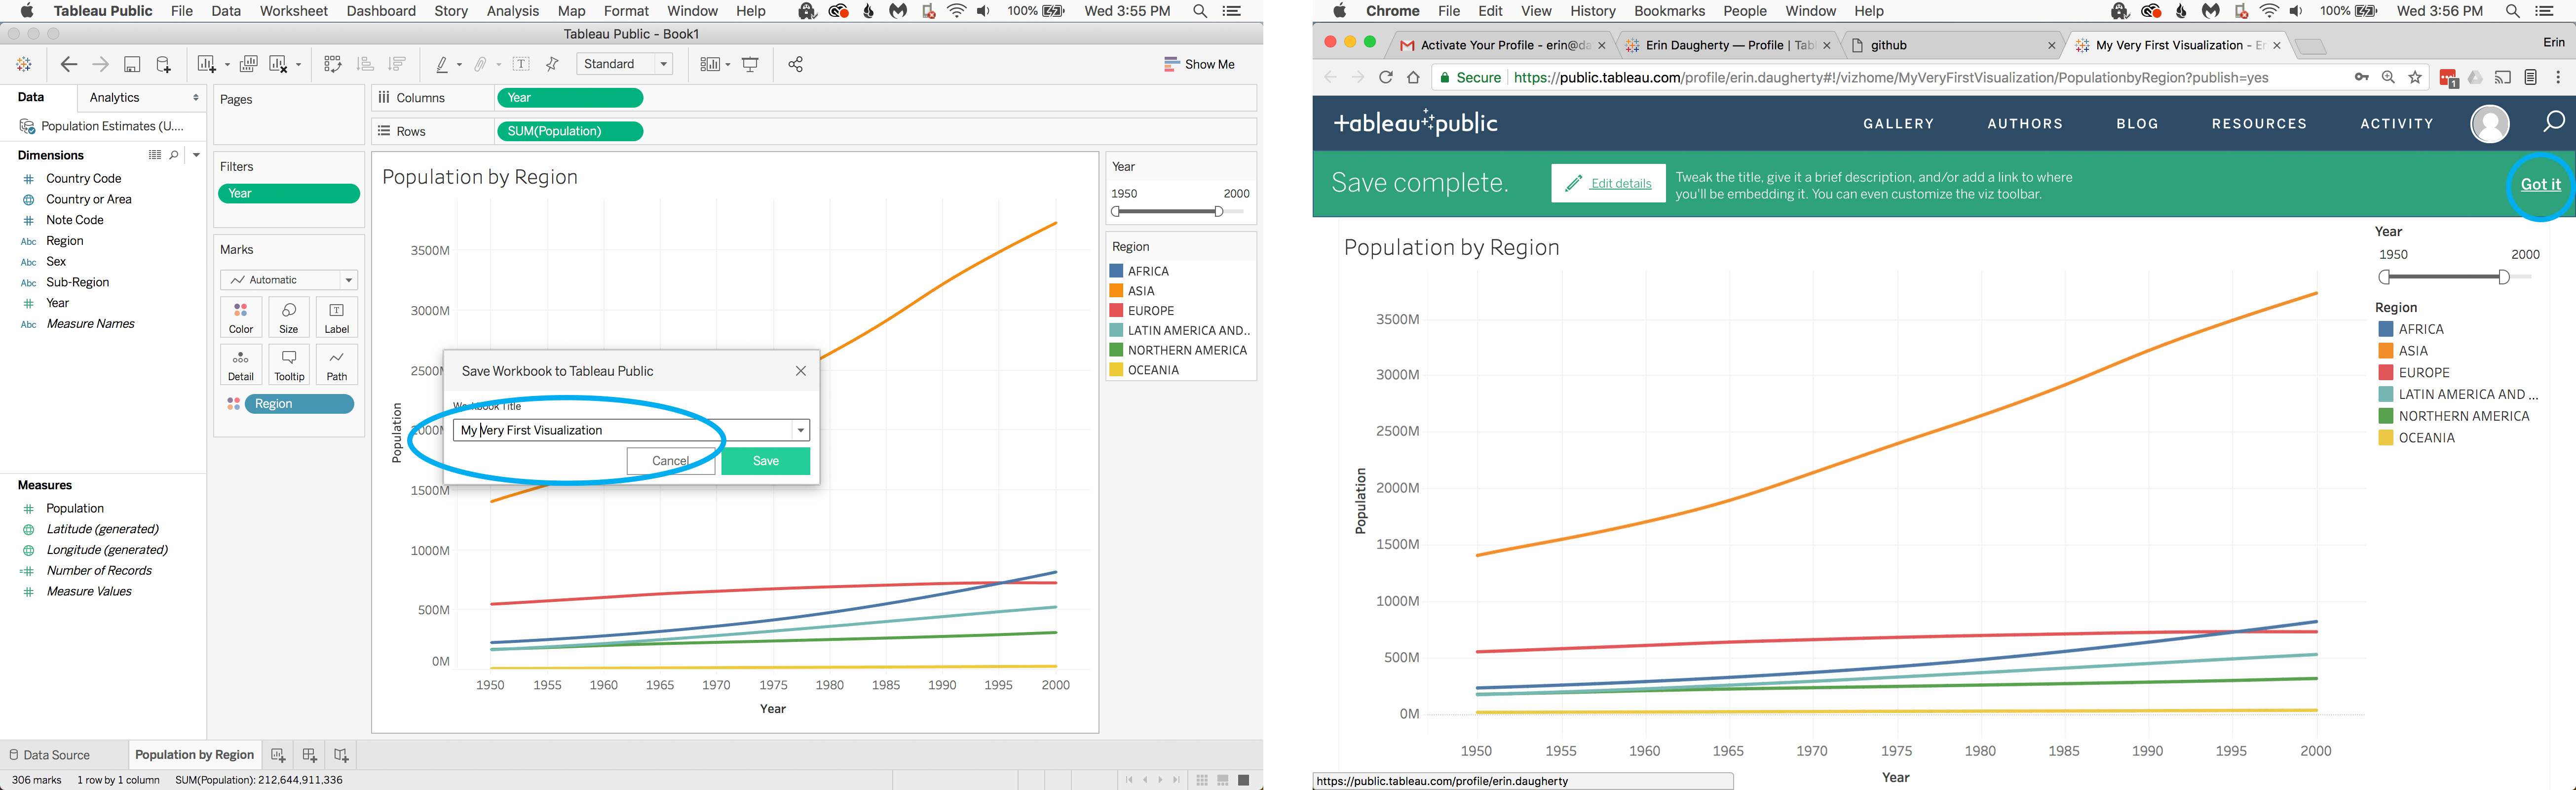 Tableau Public File Data Worksheet Dashboard Story Analysis Map Format Window Help 100% Wed 3:55 PM
Tableau Public - Book1
Standard Show Me
Data Analytics
Population Estimates (U....
Dimensions
Country Code
Country or Area
Note Code
Abc Region
Abc Sex
Abc Sub-Region
Year
Abc Measure Names
Measures
Population
Latitude (generated)
Longitude (generated)
Number of Records
Measure Values
Pages
Filters
Year
Marks
Automatic
Color Size Label
Detail Tooltip Path
Region
Columns Year
Rows SUM(Population)
Population by Region
3500M
3000M
2500M
2000M
1500M
1000M
500M
0M
Population
1950 1955 1960 1965 1970 1975 1980 1985 1990 1995 2000
Year
Save Workbook to Tableau Public
Workbook Title
My Very First Visualization
Cancel Save
Year
1950 2000
Region
AFRICA
ASIA
EUROPE
LATIN AMERICA AND..
NORTHERN AMERICA
OCEANIA
Data Source Population by Region
306 marks 1 row by 1 column SUM(Population): 212,644,911,336
Chrome File Edit View History Bookmarks People Window Help 100% Wed 3:56 PM
Activate Your Profile - erin@da Erin Daugherty — Profile | Tab github My Very First Visualization - Er Erin
Secure https://public.tableau.com/profile/erin.daugherty#!/vizhome/MyVeryFirstVisualization/PopulationbyRegion?publish=yes 1
+ableau public GALLERY AUTHORS BLOG RESOURCES ACTIVITY
Save complete. Edit details
Tweak the title, give it a brief description, and/or add a link to where
you'll be embedding it. You can even customize the viz toolbar.
Got it
Population by Region
3500M
3000M
2500M
2000M
1500M
1000M
500M
0M
Population
1950 1955 1960 1965 1970 1975 1980 1985 1990 1995 2000
Year
Year
1950 2000
Region
AFRICA
ASIA
EUROPE
LATIN AMERICA AND ...
NORTHERN AMERICA
OCEANIA
https://public.tableau.com/profile/erin.daugherty